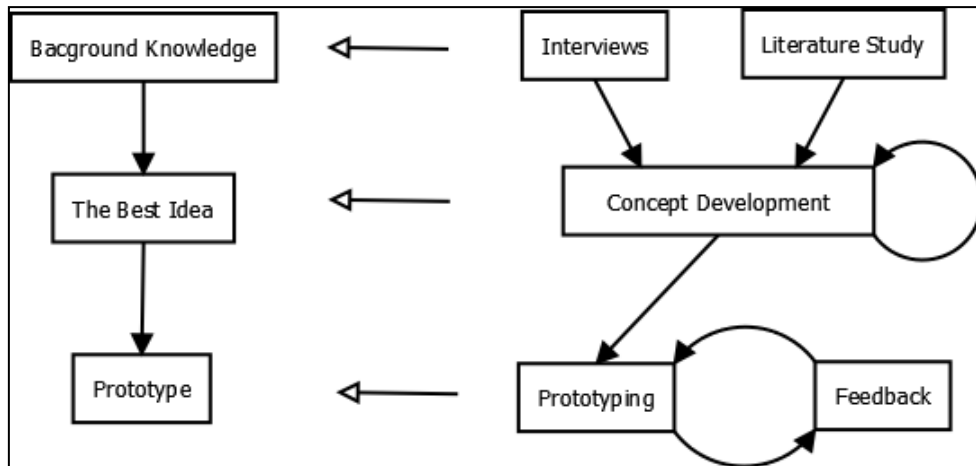 Bacground Knowledge
Interviews
Literature Study
The Best Idea
Concept Development
Prototype
Prototyping
Feedback